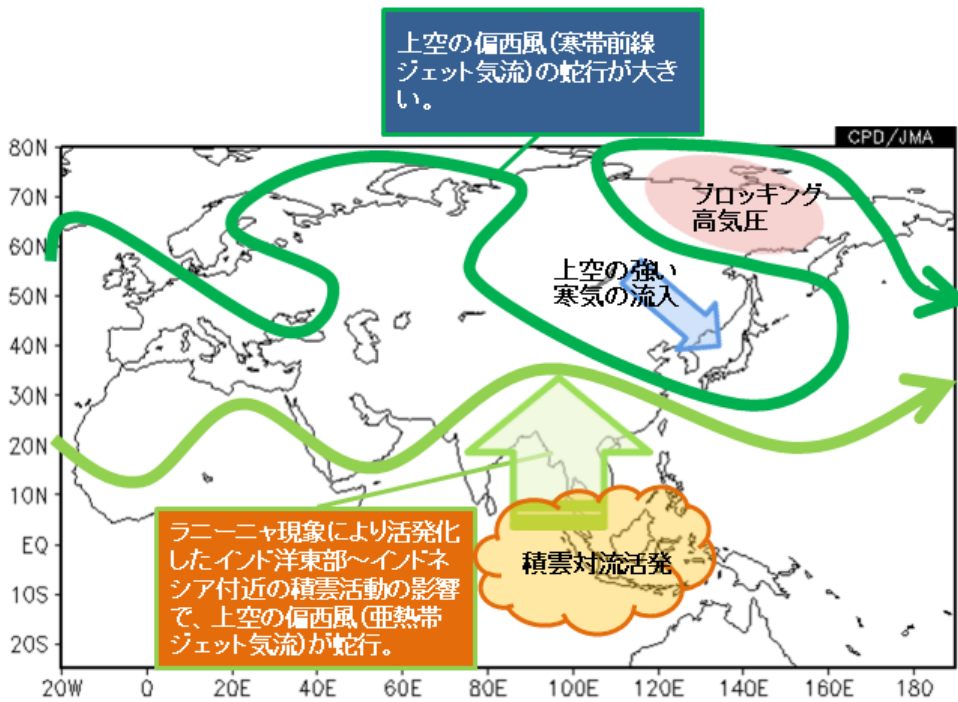 上空の偏西風(寒帯前線
ジェット気流)の蛇行が大き
い。
CPD/JMA
80N
70N
60N
50N
40N
30N
20N
10N
EQ
10S
20S
ブロッキング
高気圧
上空の強い
寒気の流入
積雲対流活発
ラニーニャ現象により活発化
したインド洋東部~インドネ
シア付近の積雲活動の影響
で、上空の偏西風(亜熱帯
ジェット気流)が蛇行。
20W 0 20E 40E 60E 80E 100E 120E 140E 160E 180